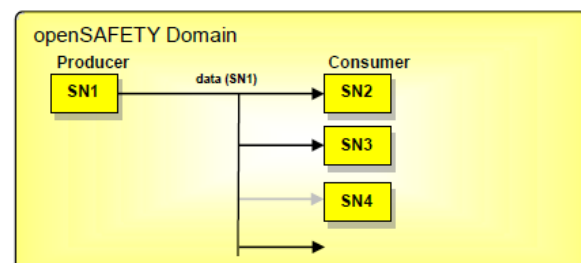 openSAFETY Domain
Producer
Consumer
SN1
data (SN1)
SN2
SN3
SN4